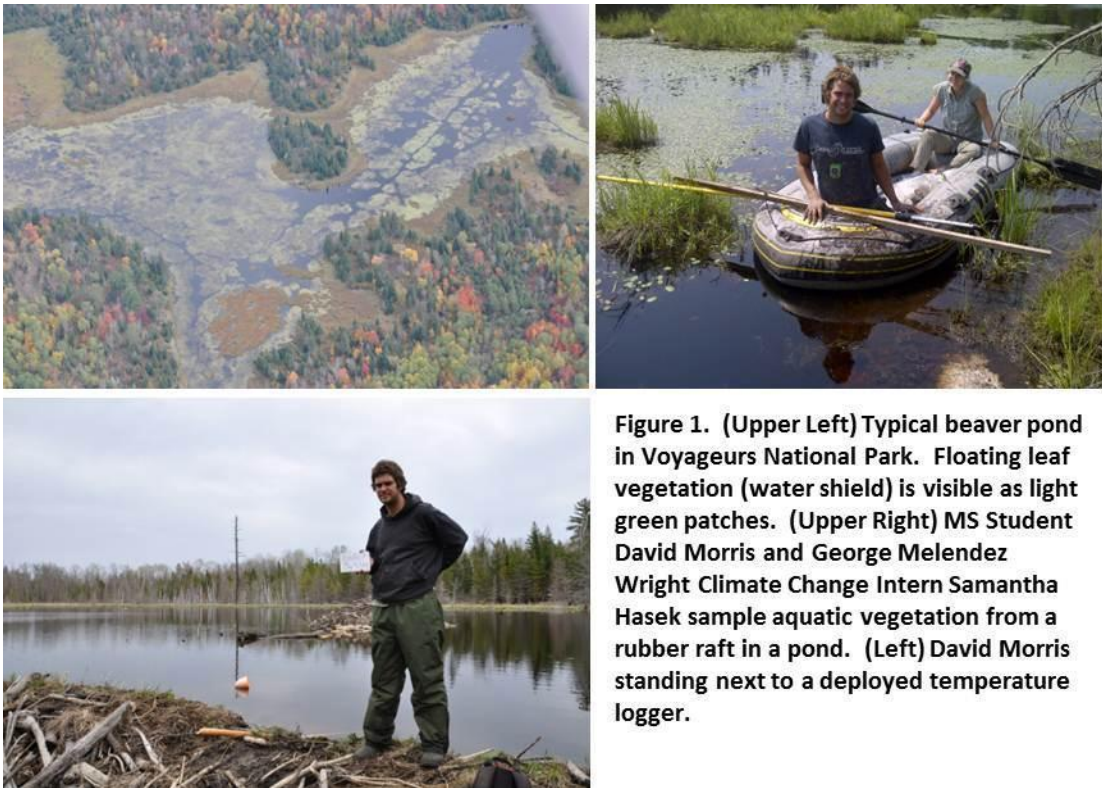 Figure 1.  (Upper Left) Typical beaver pond
in Voyageurs National Park.  Floating leaf
vegetation (water shield) is visible as light
green patches.  (Upper Right) MS Student
David Morris and George Melendez
Wright Climate Change Intern Samantha
Hasek sample aquatic vegetation from a
rubber raft in a pond.  (Left) David Morris
standing next to a deployed temperature
logger.